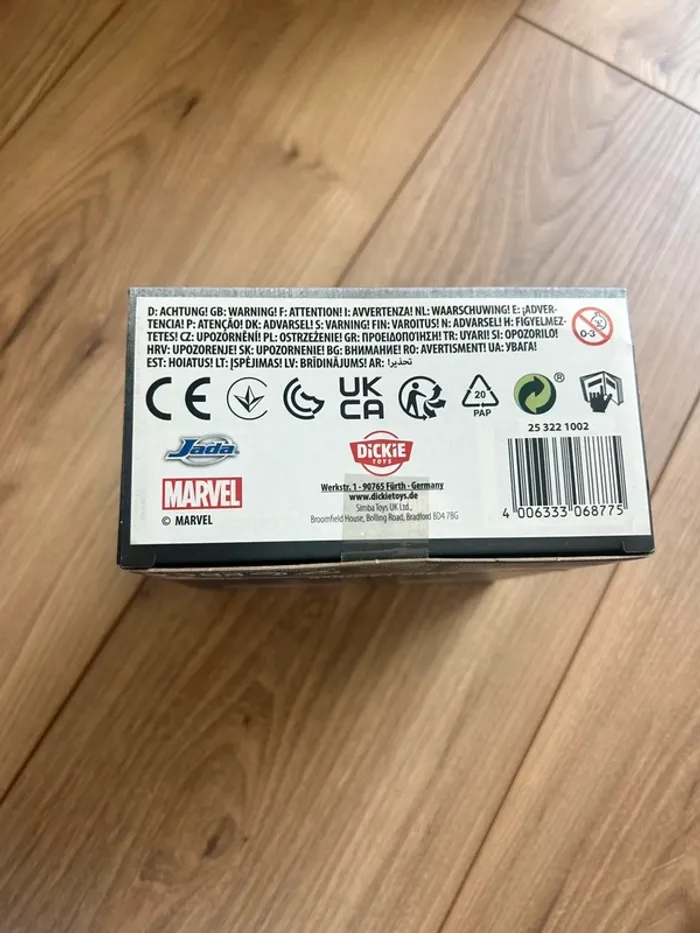 D: ACHTUNG! GB: WARNING! F: ATTENTION! I: AVVERTENZA! NL: WAARSCHUWING! E: ¡ADVER-
TENCIA! P: ATENÇÃO! DK: ADVARSEL! S: VARNING! FIN: VAROITUS! N: ADVARSEL! H: FIGYELMEZ-
TETES! CZ: UPOZORNĚNÍ! PL: OSTRZEŻENIE! GR: ΠΡΟΕΙΔΟΠΟΊΗΣΗ! TR: UYARI! SI: OPOZORILO!
HRV: UPOZORENJE! SK: UPOZORNENIE! BG: ВНИМАНИЕ! RO: AVERTISMENT! UA: УВАГА!
EST: HOIATUS! LT: ĮSPĖJIMAS! LV: BRĪDINĀJUMS! AR: تحذير!
0-3
CE
UK
CA
20
PAP
®
25 322 1002
Jada
DICKIE
TOYS
MARVEL
© MARVEL
Werkstr. 1 · 90765 Fürth · Germany
www.dickietoys.de
Simba Toys UK Ltd.,
Broomfield House, Bolling Road, Bradford BD4 7BG
4 006333 068775